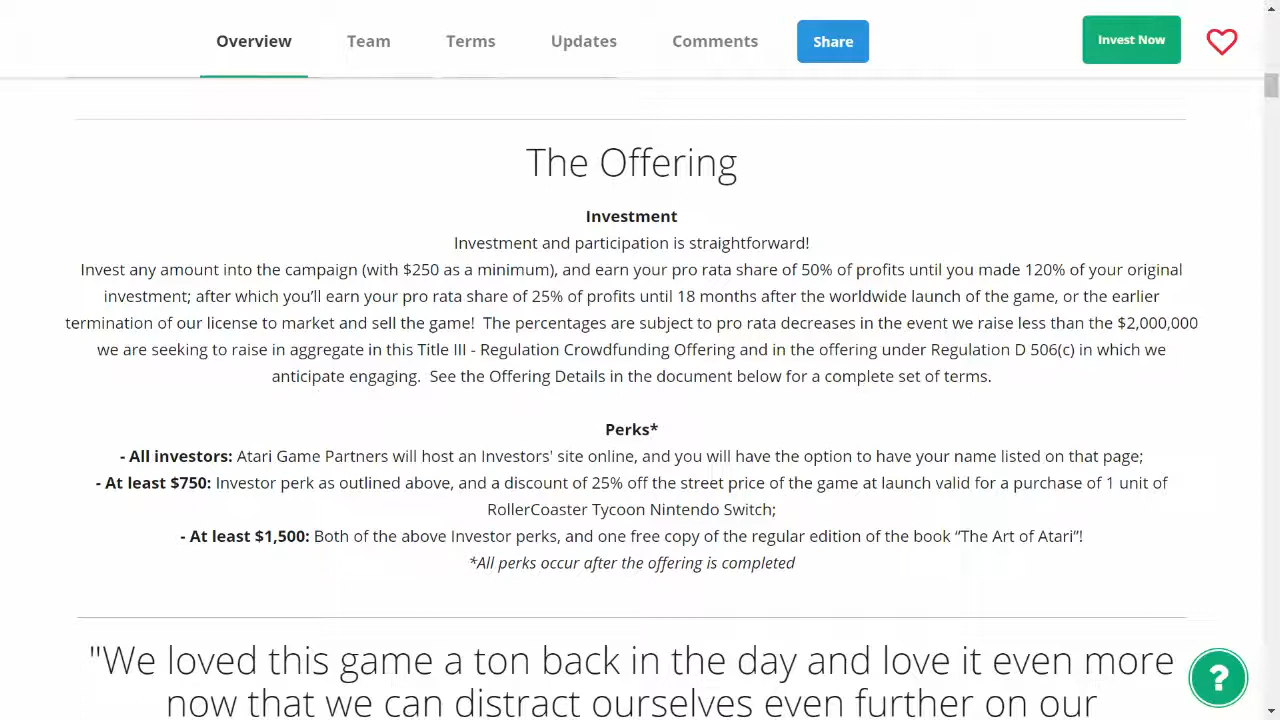 Overview Team Terms Updates Comments Share Invest Now
The Offering
Investment
Investment and participation is straightforward!
Invest any amount into the campaign (with $250 as a minimum), and earn your pro rata share of 50% of profits until you made 120% of your original
investment; after which you’ll earn your pro rata share of 25% of profits until 18 months after the worldwide launch of the game, or the earlier
termination of our license to market and sell the game!  The percentages are subject to pro rata decreases in the event we raise less than the $2,000,000
we are seeking to raise in aggregate in this Title III - Regulation Crowdfunding Offering and in the offering under Regulation D 506(c) in which we
anticipate engaging.  See the Offering Details in the document below for a complete set of terms.
Perks*
- All investors: Atari Game Partners will host an Investors' site online, and you will have the option to have your name listed on that page;
- At least $750: Investor perk as outlined above, and a discount of 25% off the street price of the game at launch valid for a purchase of 1 unit of
RollerCoaster Tycoon Nintendo Switch;
- At least $1,500: Both of the above Investor perks, and one free copy of the regular edition of the book “The Art of Atari”!
*All perks occur after the offering is completed
"We loved this game a ton back in the day and love it even more
now that we can distract ourselves even further on our
?